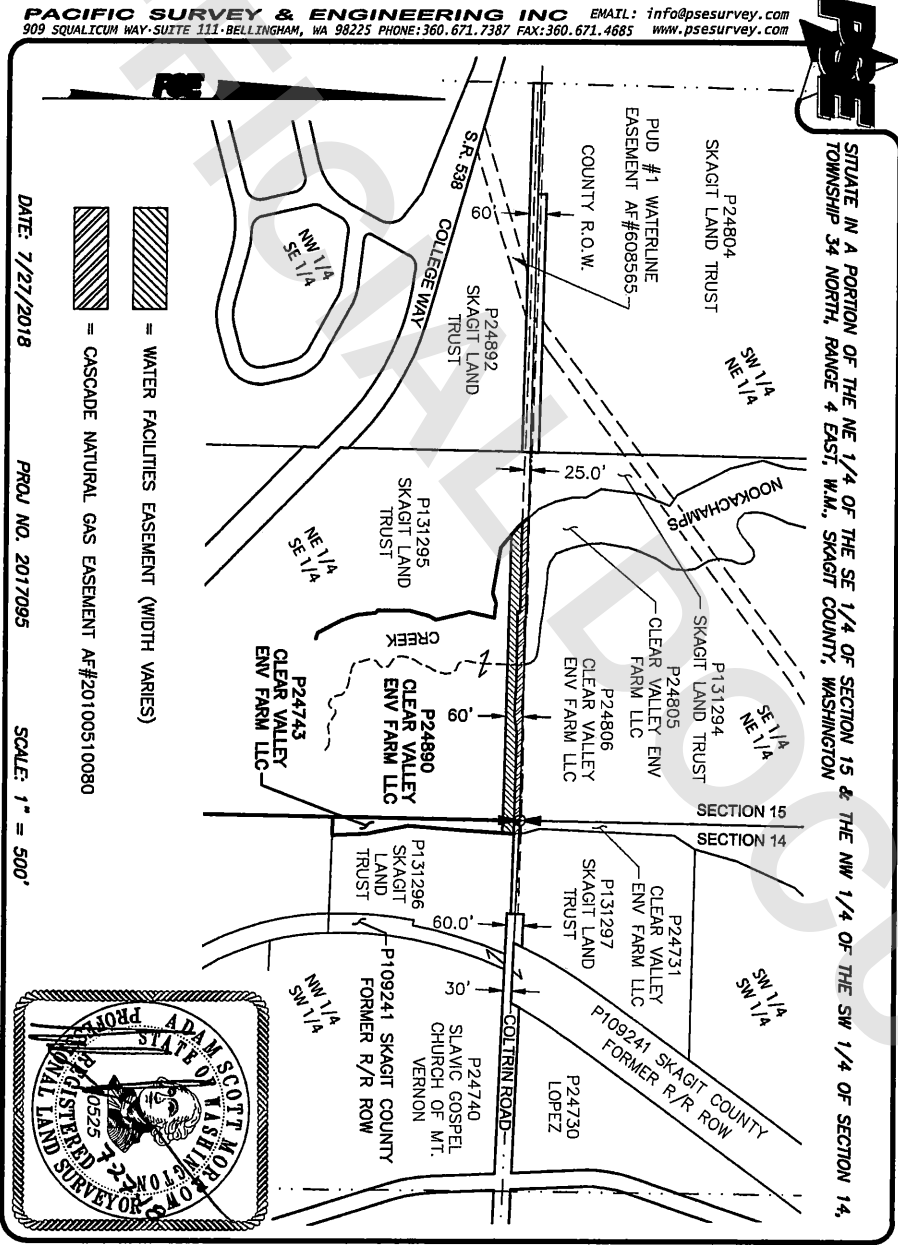 PACIFIC SURVEY & ENGINEERING INC EMAIL: info@psesurvey.com
909 SQUALICUM WAY·SUITE 111·BELLINGHAM, WA 98225 PHONE:360.671.7387 FAX:360.671.4685 www.psesurvey.com
PSE
SITUATE IN A PORTION OF THE NE 1/4 OF THE SE 1/4 OF SECTION 15 & THE NW 1/4 OF THE SW 1/4 OF SECTION 14,
TOWNSHIP 34 NORTH, RANGE 4 EAST, W.M., SKAGIT COUNTY, WASHINGTON
PSE
P24804
SKAGIT LAND TRUST
SW 1/4
NE 1/4
PUD #1 WATERLINE
EASEMENT AF#608565
COUNTY R.O.W.
60'
S.R. 538 COLLEGE WAY
NW 1/4
SE 1/4
P24892
SKAGIT LAND
TRUST
25.0'
NOOKACHAMPS
P131295
SKAGIT LAND
TRUST
NE 1/4
SE 1/4
CREEK
P131294
SKAGIT LAND TRUST
SE 1/4
NE 1/4
P24805
CLEAR VALLEY ENV
FARM LLC
P24806
CLEAR VALLEY
ENV FARM LLC
60'
P24890
CLEAR VALLEY
ENV FARM LLC
P24743
CLEAR VALLEY
ENV FARM LLC
SECTION 15
SECTION 14
P24731
CLEAR VALLEY
ENV FARM LLC
SW 1/4
SW 1/4
P131297
SKAGIT LAND
TRUST
P131296
SKAGIT
LAND
TRUST
60.0'
30'
COLTRIN ROAD
P109241 SKAGIT COUNTY
FORMER R/R ROW
P109241 SKAGIT COUNTY
FORMER R/R ROW
NW 1/4
SW 1/4
P24730
LOPEZ
P24740
SLAVIC GOSPEL
CHURCH OF MT.
VERNON
= WATER FACILITIES EASEMENT (WIDTH VARIES)
= CASCADE NATURAL GAS EASEMENT AF#20100510080
DATE: 7/27/2018
PROJ NO. 2017095
SCALE: 1" = 500'
ADAM SCOTT MORROW
STATE OF WASHINGTON
REGISTERED
PROFESSIONAL LAND SURVEYOR